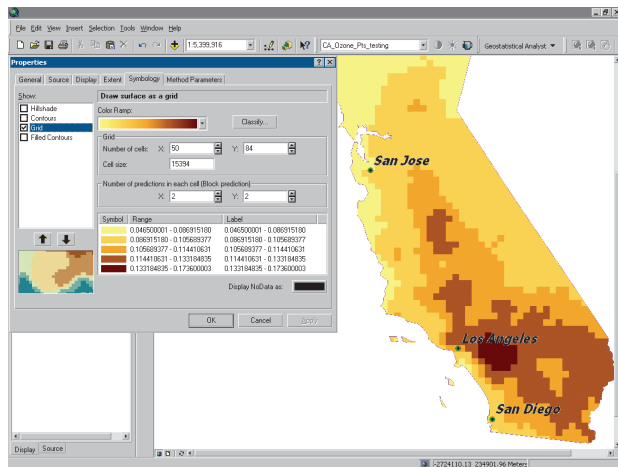 File Edit View Insert Selection Tools Window Help
1:5,399,916
CA_Ozone_Pts_testing
Geostatistical Analyst
Properties
General Source Display Extent Symbology Method Parameters
Show:
Hillshade
Contours
Grid
Filled Contours
Draw surface as a grid
Color Ramp:
Classify...
Grid
Number of cells: X: 50 Y: 84
Cell size: 15394
Number of predictions in each cell (Block prediction)
X: 2 Y: 2
Symbol Range Label
0.046500001 - 0.086915180 0.046500001 - 0.086915180
0.086915180 - 0.105689377 0.086915180 - 0.105689377
0.105689377 - 0.114410631 0.105689377 - 0.114410631
0.114410631 - 0.133184835 0.114410631 - 0.133184835
0.133184835 - 0.173600003 0.133184835 - 0.173600003
Display NoData as:
OK Cancel Apply
San Jose
Los Angeles
San Diego
Display Source
-2724110.13 234901.96 Meters